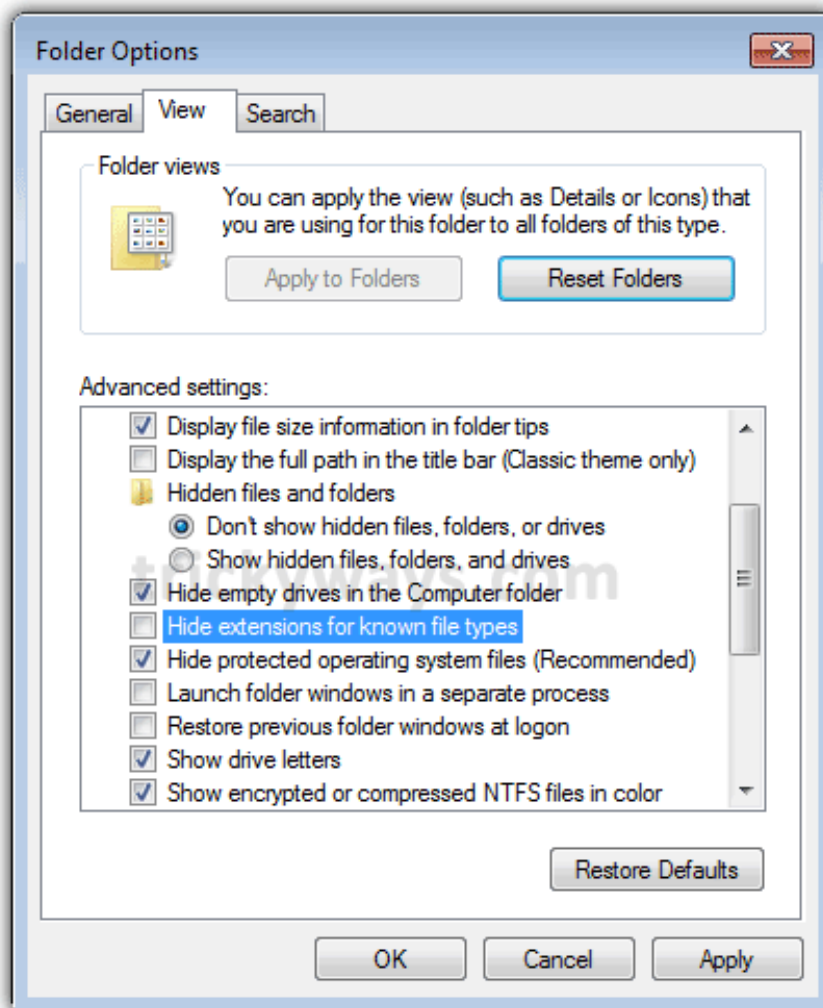 Folder Options
General View Search
Folder views
You can apply the view (such as Details or Icons) that
you are using for this folder to all folders of this type.
Apply to Folders Reset Folders
Advanced settings:
Display file size information in folder tips
Display the full path in the title bar (Classic theme only)
Hidden files and folders
Don't show hidden files, folders, or drives
Show hidden files, folders, and drives
trickyways.com
Hide empty drives in the Computer folder
Hide extensions for known file types
Hide protected operating system files (Recommended)
Launch folder windows in a separate process
Restore previous folder windows at logon
Show drive letters
Show encrypted or compressed NTFS files in color
Restore Defaults
OK Cancel Apply